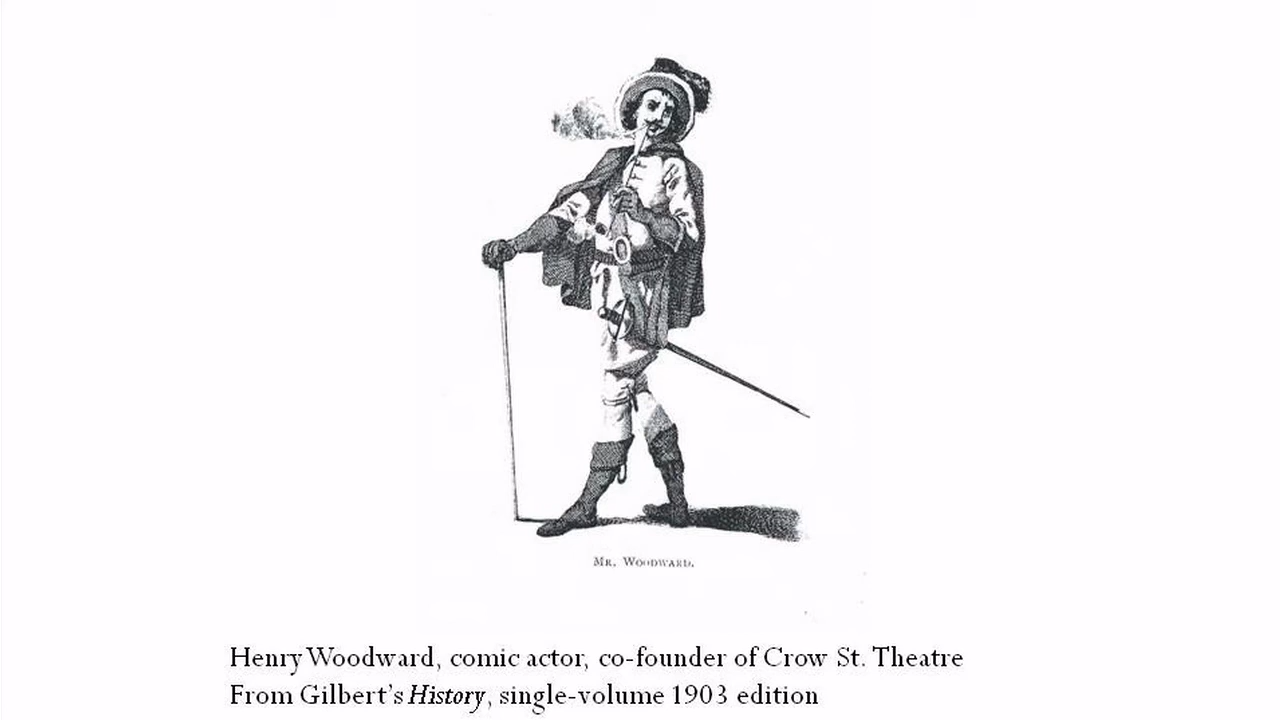 Mr. Woodward.
Henry Woodward, comic actor, co-founder of Crow St. Theatre
From Gilbert's History, single-volume 1903 edition